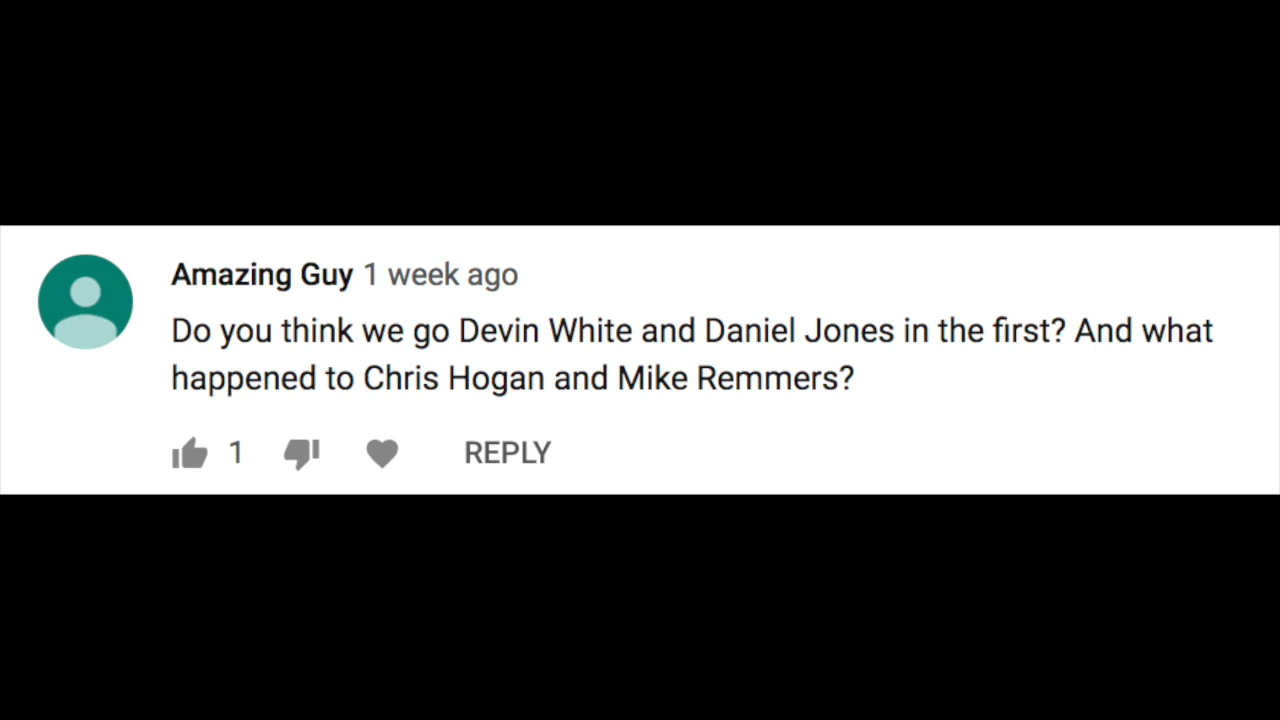 Amazing Guy 1 week ago
Do you think we go Devin White and Daniel Jones in the first? And what
happened to Chris Hogan and Mike Remmers?
1 REPLY